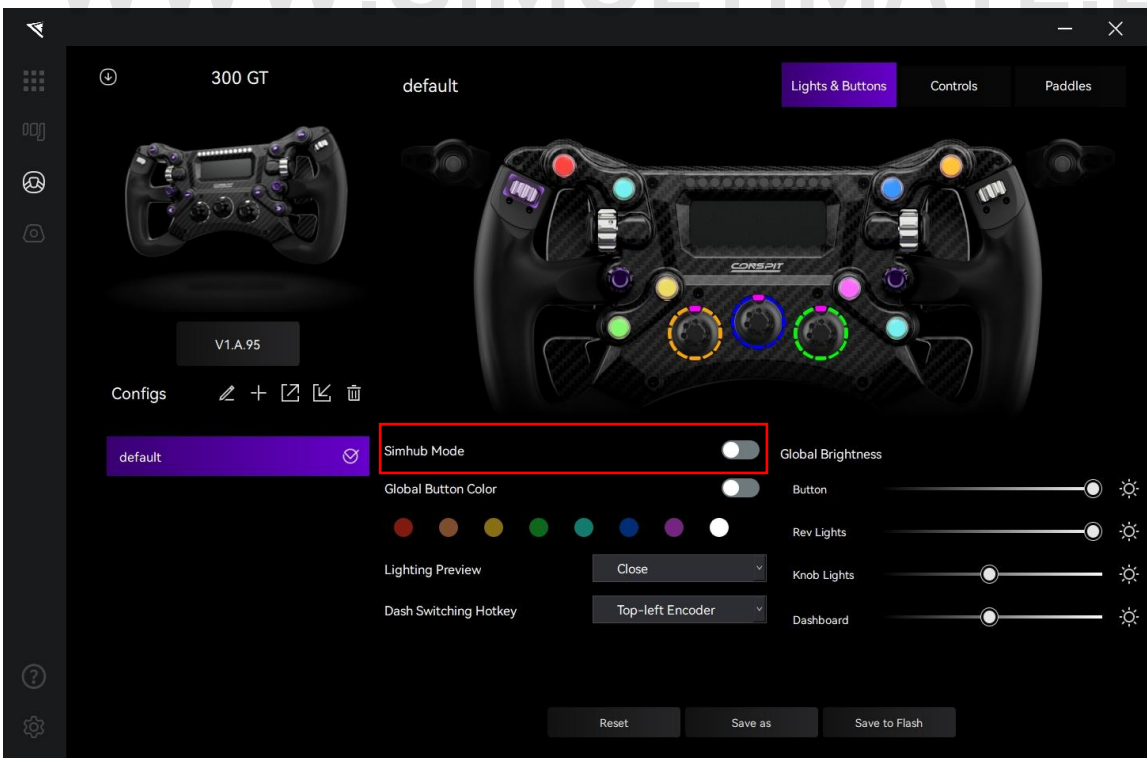 WWW.SIMULTIMATE.
300 GT
default
Lights & Buttons
Controls
Paddles
CORSPIT
V1.A.95
Configs
default
Simhub Mode
Global Brightness
Global Button Color
Button
Rev Lights
Lighting Preview
Close
Knob Lights
Dash Switching Hotkey
Top-left Encoder
Dashboard
Reset
Save as
Save to Flash